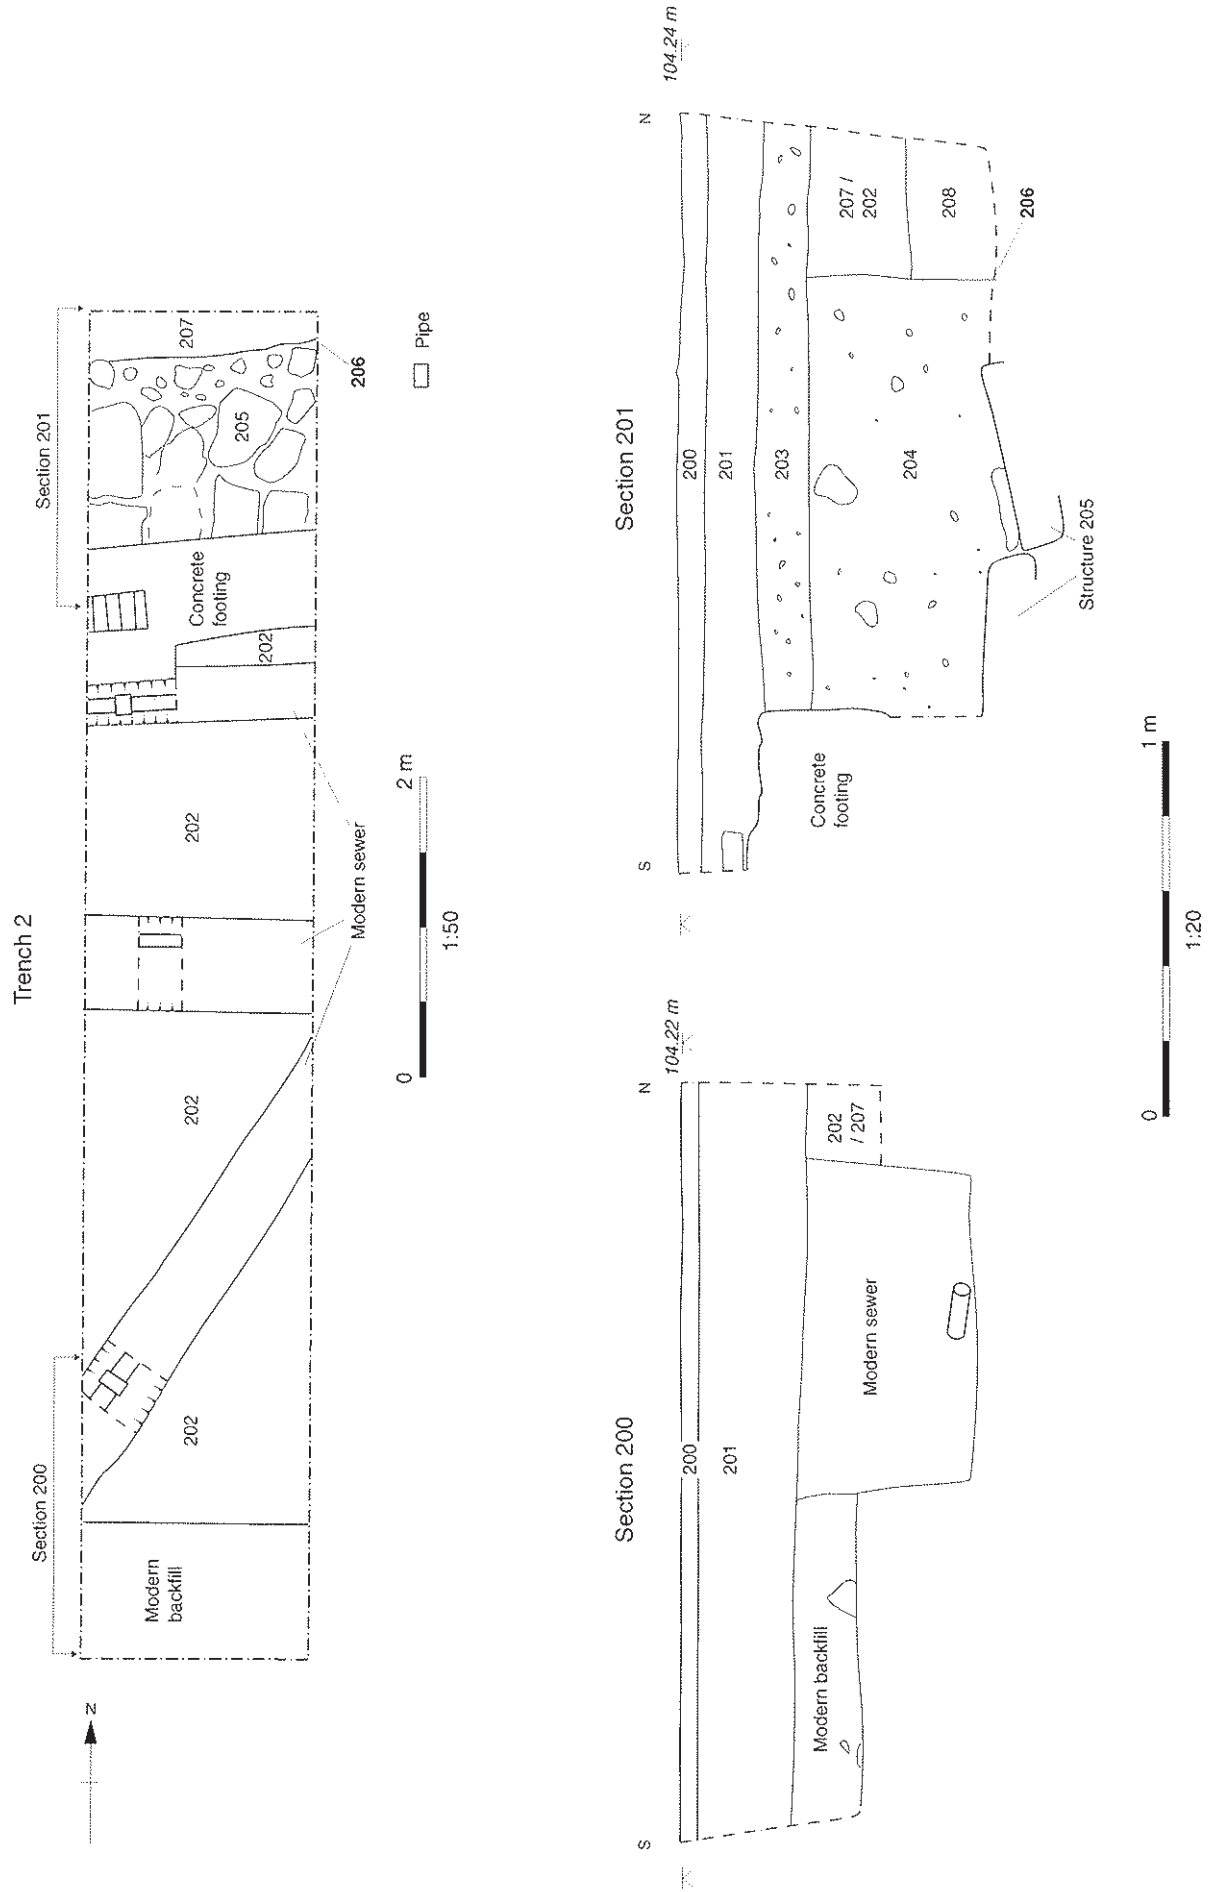 Trench 2
Section 200
Section 201
N
Modern
backfill
202
202
202
202
Concrete
footing
205
207
206
Pipe
Modern sewer
0
2 m
1:50
Section 200
S
N
104.22 m
200
201
Modern backfill
Modern sewer
202
/ 207
Section 201
S
N
104.24 m
200
201
203
204
207 /
202
208
206
Concrete
footing
Structure 205
0
1 m
1:20